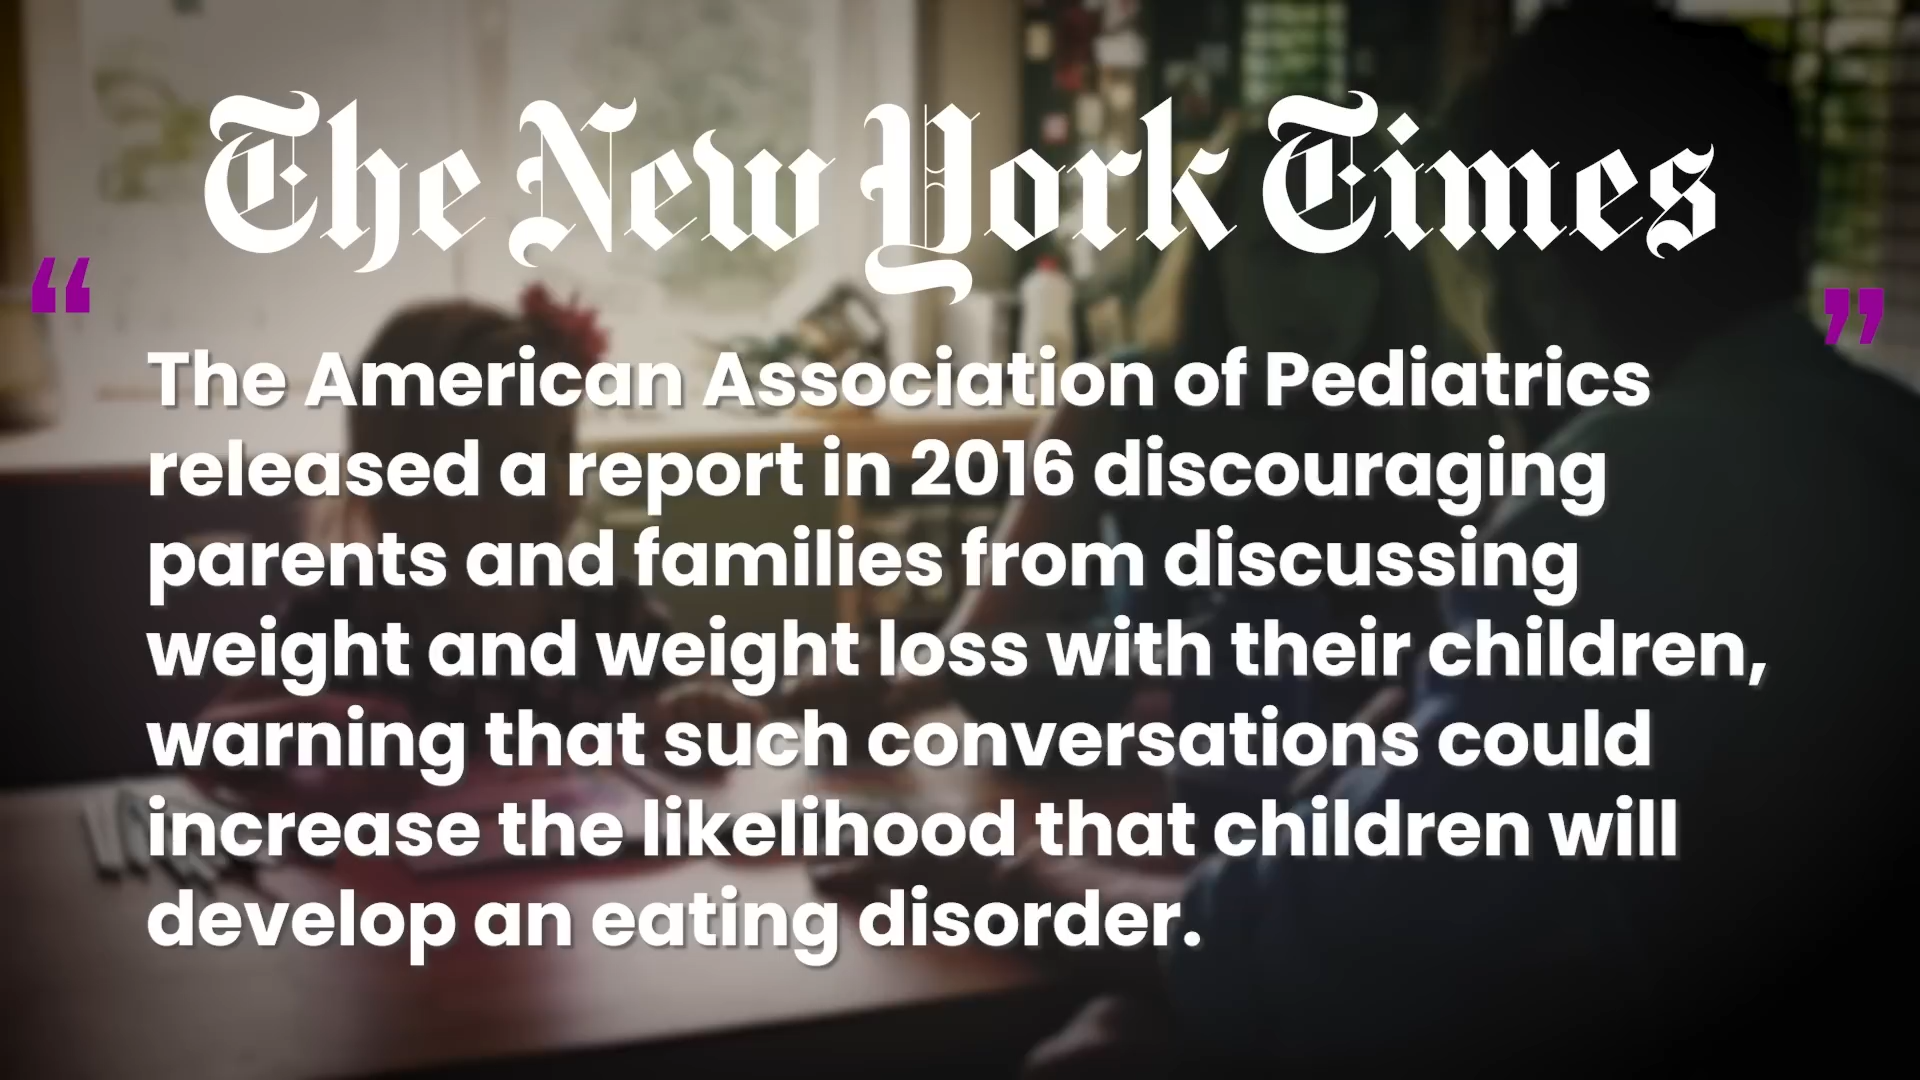 The New York Times
“ ”
The American Association of Pediatrics
released a report in 2016 discouraging
parents and families from discussing
weight and weight loss with their children,
warning that such conversations could
increase the likelihood that children will
develop an eating disorder.